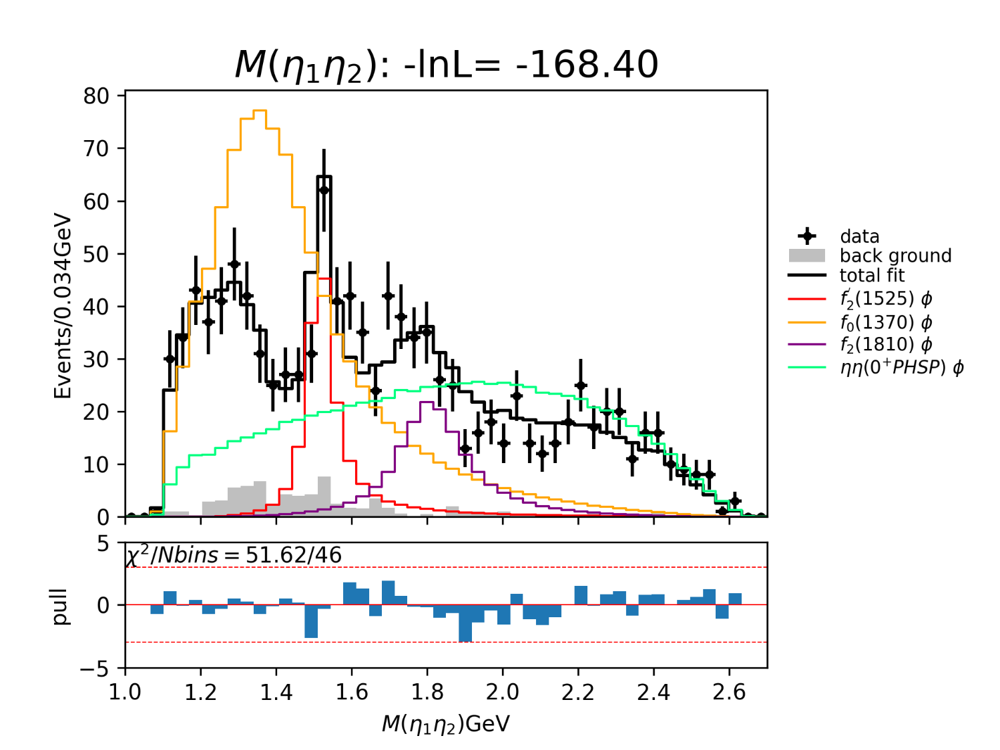 M(η₁η₂): -lnL= -168.40
80
70
60
50
40
30
20
10
0
Events/0.034GeV
data
back ground
total fit
f₂′(1525) ϕ
f₀(1370) ϕ
f₂(1810) ϕ
ηη(0⁺PHSP) ϕ
χ²/Nbins = 51.62/46
5
0
−5
pull
1.0 1.2 1.4 1.6 1.8 2.0 2.2 2.4 2.6
M(η₁η₂)GeV